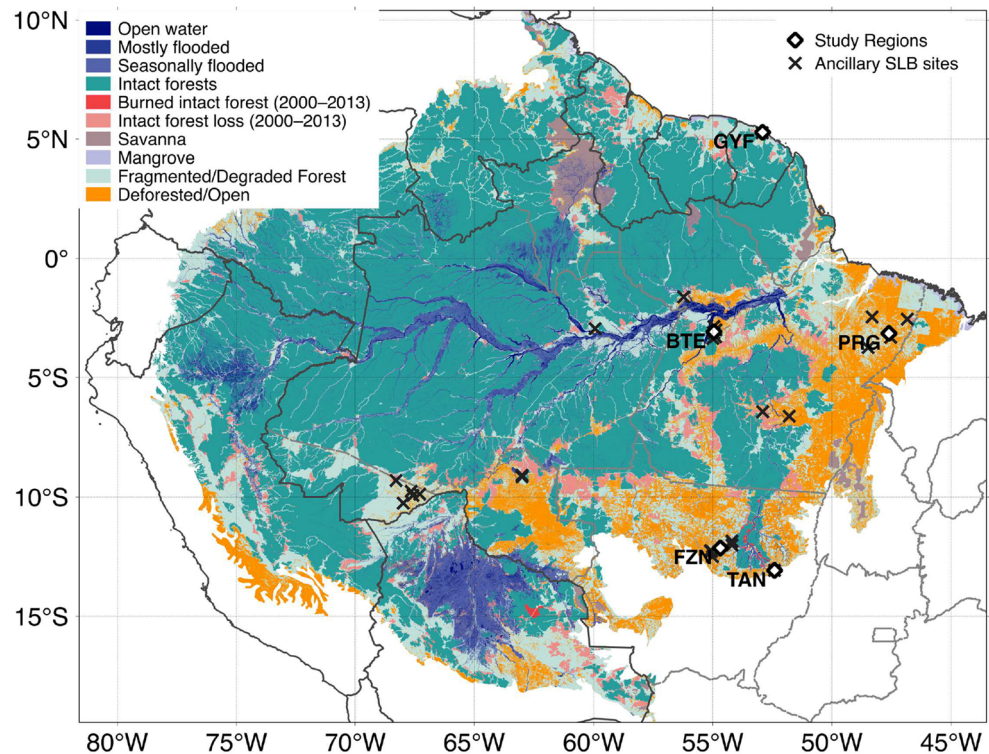 10°N
5°N
0°
5°S
10°S
15°S
Open water
Mostly flooded
Seasonally flooded
Intact forests
Burned intact forest (2000–2013)
Intact forest loss (2000–2013)
Savanna
Mangrove
Fragmented/Degraded Forest
Deforested/Open
Study Regions
Ancillary SLB sites
GYF
BTE
PRG
FZN
TAN
80°W 75°W 70°W 65°W 60°W 55°W 50°W 45°W